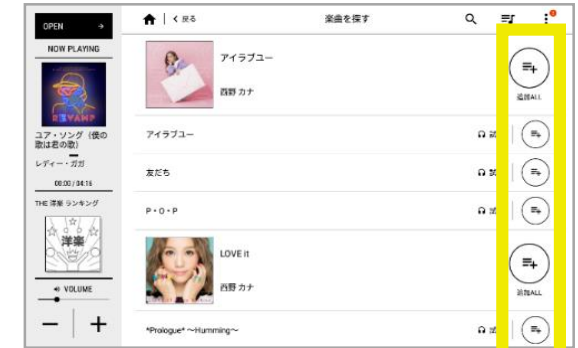 OPEN →
NOW PLAYING
REVAMP
ユア・ソング（僕の
歌は君の歌）
レディー・ガガ
00:00 / 04:16
THE 洋楽 ランキング
洋楽
VOLUME
− | +
戻る
楽曲を探す
アイラブユー
西野 カナ
追加ALL
アイラブユー
試
友だち
試
P・O・P
試
LOVE it
西野 カナ
追加ALL
*Prologue* 〜Humming〜
試